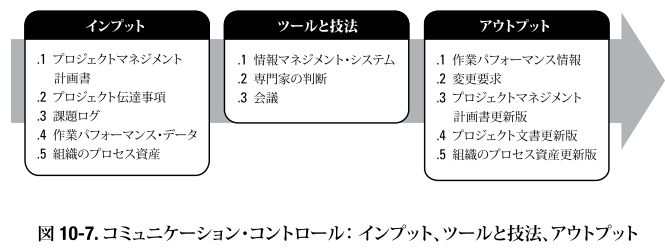 インプット
.1 プロジェクトマネジメント
計画書
.2 プロジェクト伝達事項
.3 課題ログ
.4 作業パフォーマンス・データ
.5 組織のプロセス資産
ツールと技法
.1 情報マネジメント・システム
.2 専門家の判断
.3 会議
アウトプット
.1 作業パフォーマンス情報
.2 変更要求
.3 プロジェクトマネジメント
計画書更新版
.4 プロジェクト文書更新版
.5 組織のプロセス資産更新版
図 10-7. コミュニケーション・コントロール： インプット、ツールと技法、アウトプット